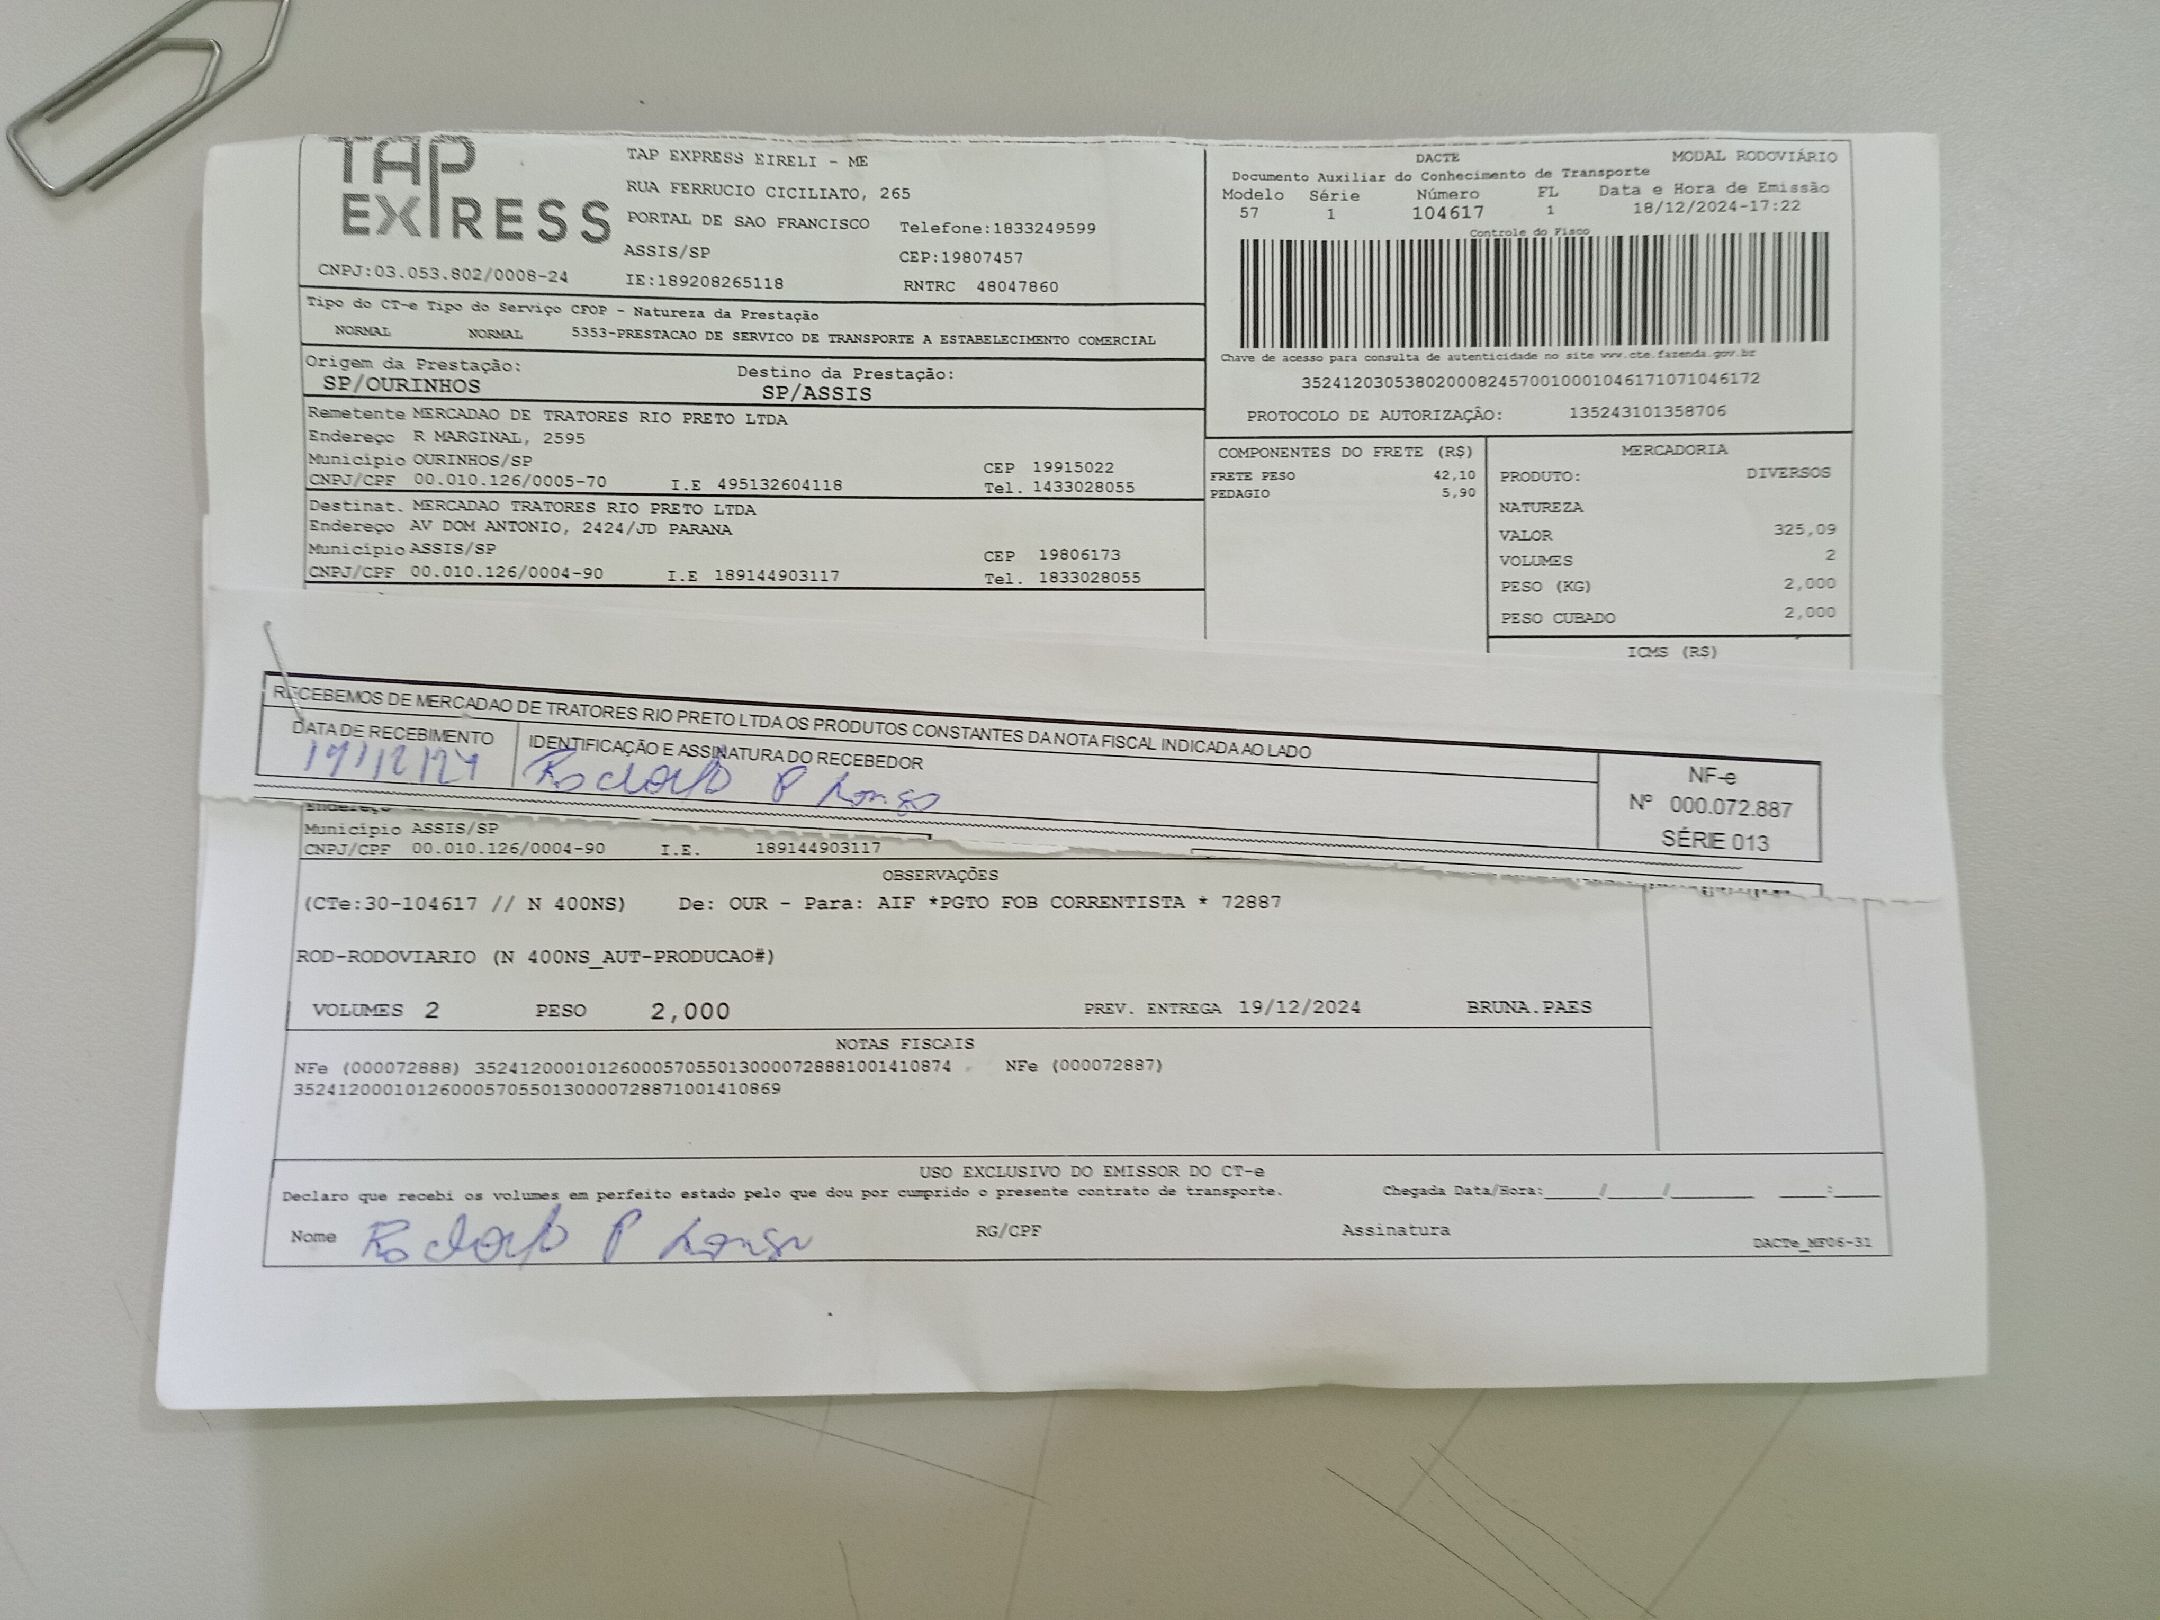 TAP EXPRESS
TAP EXPRESS EIRELI - ME
RUA FERRUCIO CICILIATO, 265
PORTAL DE SAO FRANCISCO Telefone:1833249599
ASSIS/SP CEP:19807457
CNPJ:03.053.802/0008-24 IE:189208265118 RNTRC 48047860
DACTE MODAL RODOVIÁRIO
Documento Auxiliar do Conhecimento de Transporte
Modelo Série Número FL Data e Hora de Emissão
57 1 104617 1 18/12/2024-17:22
Controle do Fisco
Chave de acesso para consulta de autenticidade no site www.cte.fazenda.gov.br
35241203053802000824570010001046171071046172
PROTOCOLO DE AUTORIZAÇÃO: 135243101358706
Tipo do CT-e Tipo do Serviço CFOP - Natureza da Prestação
NORMAL NORMAL 5353-PRESTACAO DE SERVICO DE TRANSPORTE A ESTABELECIMENTO COMERCIAL
Origem da Prestação: Destino da Prestação:
SP/OURINHOS SP/ASSIS
Remetente MERCADAO DE TRATORES RIO PRETO LTDA
Endereço R MARGINAL, 2595
Município OURINHOS/SP CEP 19915022
CNPJ/CPF 00.010.126/0005-70 I.E 495132604118 Tel. 1433028055
Destinat. MERCADAO TRATORES RIO PRETO LTDA
Endereço AV DOM ANTONIO, 2424/JD PARANA
Município ASSIS/SP CEP 19806173
CNPJ/CPF 00.010.126/0004-90 I.E 189144903117 Tel. 1833028055
COMPONENTES DO FRETE (R$)
FRETE PESO 42,10
PEDAGIO 5,90
MERCADORIA
PRODUTO: DIVERSOS
NATUREZA
VALOR 325,09
VOLUMES 2
PESO (KG) 2,000
PESO CUBADO 2,000
ICMS (R$)
RECEBEMOS DE MERCADAO DE TRATORES RIO PRETO LTDA OS PRODUTOS CONSTANTES DA NOTA FISCAL INDICADA AO LADO
DATA DE RECEBIMENTO IDENTIFICAÇÃO E ASSINATURA DO RECEBEDOR
19/12/24 Rodolfo P Longo
NF-e
Nº 000.072.887
SÉRIE 013
Endereço
Município ASSIS/SP
CNPJ/CPF 00.010.126/0004-90 I.E. 189144903117
OBSERVAÇÕES
(CTe:30-104617 // N 400NS) De: OUR - Para: AIF *PGTO FOB CORRENTISTA * 72887
ROD-RODOVIARIO (N 400NS_AUT-PRODUCAO#)
VOLUMES 2 PESO 2,000 PREV. ENTREGA 19/12/2024 BRUNA.PAES
NOTAS FISCAIS
NFe (000072888) 35241200010126000570550130000728881001410874 NFe (000072887)
35241200010126000570550130000728871001410869
USO EXCLUSIVO DO EMISSOR DO CT-e
Declaro que recebi os volumes em perfeito estado pelo que dou por cumprido o presente contrato de transporte. Chegada Data/Hora:____/____/______ ___:___
Nome Rodolfo P Longo RG/CPF Assinatura
DACTe_MF06-31